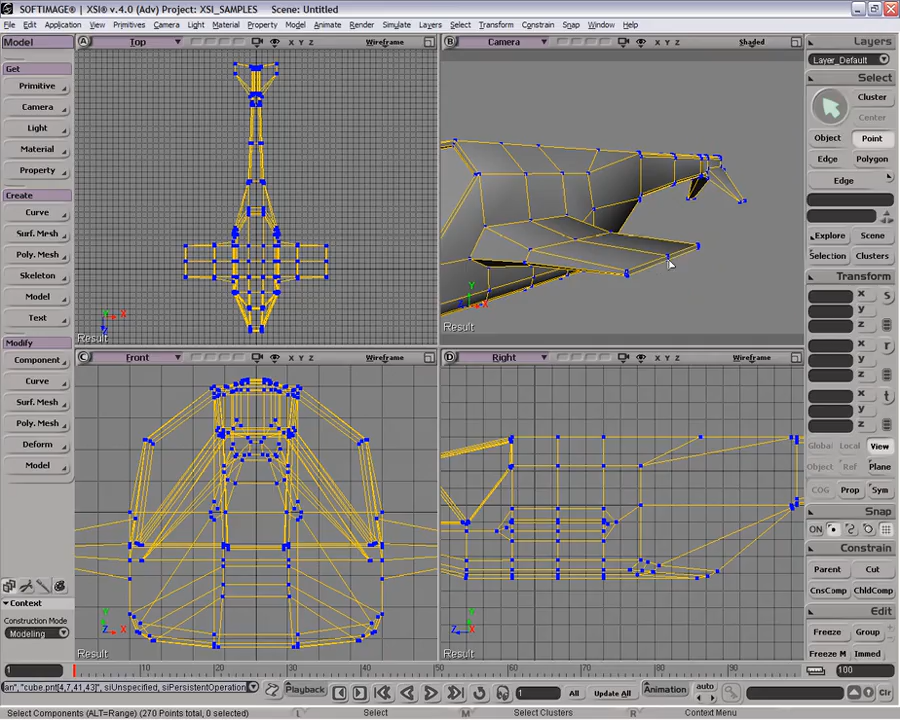 SOFTIMAGE® | XSI® v.4.0 (Adv) Project: XSI_SAMPLES    Scene: Untitled
File Edit Application View Display Primitives Camera Light Material Property Model Animate Render Simulate Layers Select Transform Constrain Snap Window Help
Model
Get
Primitive
Camera
Light
Material
Property
Create
Curve
Surf. Mesh
Poly. Mesh
Skeleton
Model
Text
Modify
Component
Curve
Surf. Mesh
Poly. Mesh
Deform
Model
Context
Construction Mode
Modeling
A Top X Y Z Wireframe
Result
B Camera X Y Z Shaded
Result
C Front X Y Z Wireframe
Result
D Right X Y Z Wireframe
Result
Layers
Layer_Default
Select
Cluster
Center
Object Point
Edge Polygon
Edge
Explore Scene
Selection Clusters
Transform
x s
y
z
x r
y
z
x t
y
z
Global Local View
Object Ref Plane
COG Prop Sym
Snap
ON
Constrain
Parent Cut
CnsComp ChldComp
Edit
Freeze Group
Freeze M Immed
1 10 20 30 40 50 60 70 80 90 100
an", "cube.pnt[4,7,41,43]", siUnspecified, siPersistentOperation
Playback 1 All Update All Animation auto Clr
Select Components (ALT=Range) (270 Points total, 0 selected) L Select M Select Clusters R Context Menu